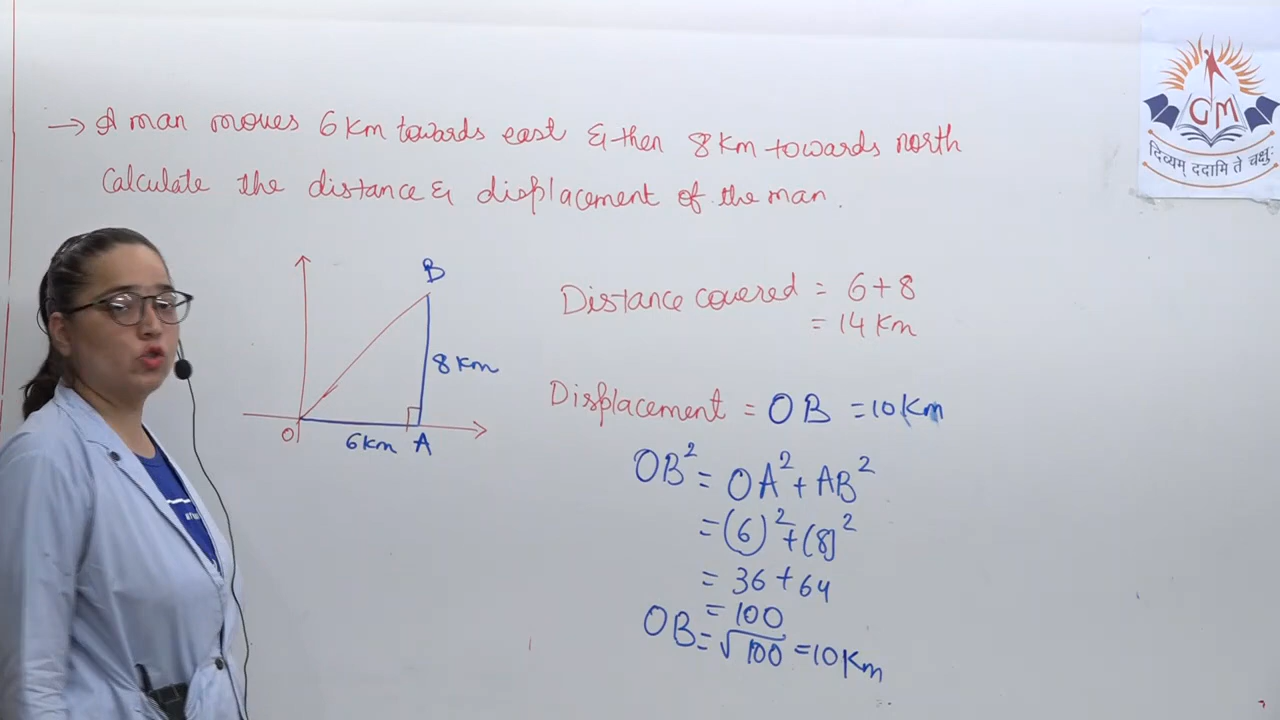 → A man moves 6 Km towards east & then 8 Km towards north
Calculate the distance & displacement of the man.
GM
दिव्यम् ददामि ते चक्षुः
B
8 Km
O
6 Km A
Distance covered = 6+8
= 14 Km
Displacement = OB = 10 Km
OB² = OA² + AB²
= (6)² + (8)²
= 36 + 64
= 100
OB = √100 = 10 Km